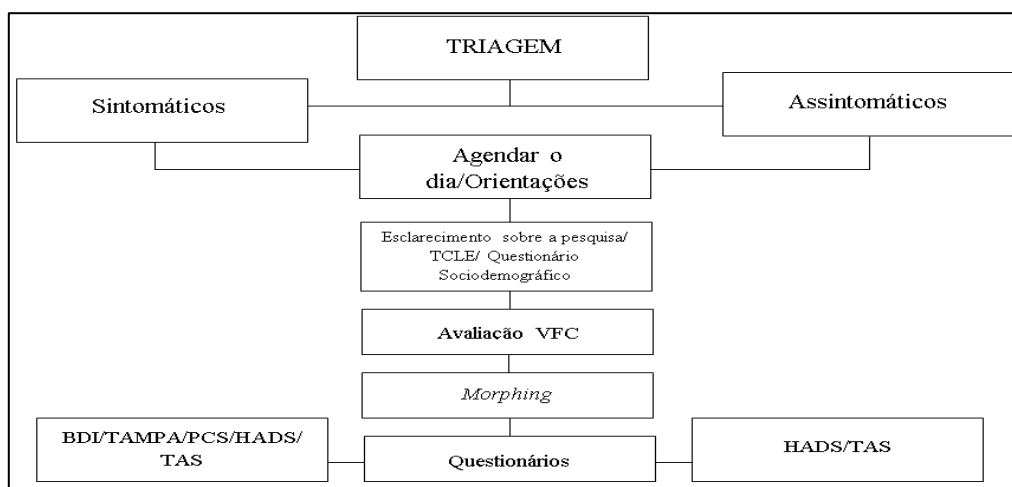 TRIAGEM
Sintomáticos
Assintomáticos
Agendar o
dia/Orientações
Esclarecimento sobre a pesquisa/
TCLE/ Questionário
Sociodemográfico
Avaliação VFC
Morphing
BDI/TAMPA/PCS/HADS/
TAS
Questionários
HADS/TAS